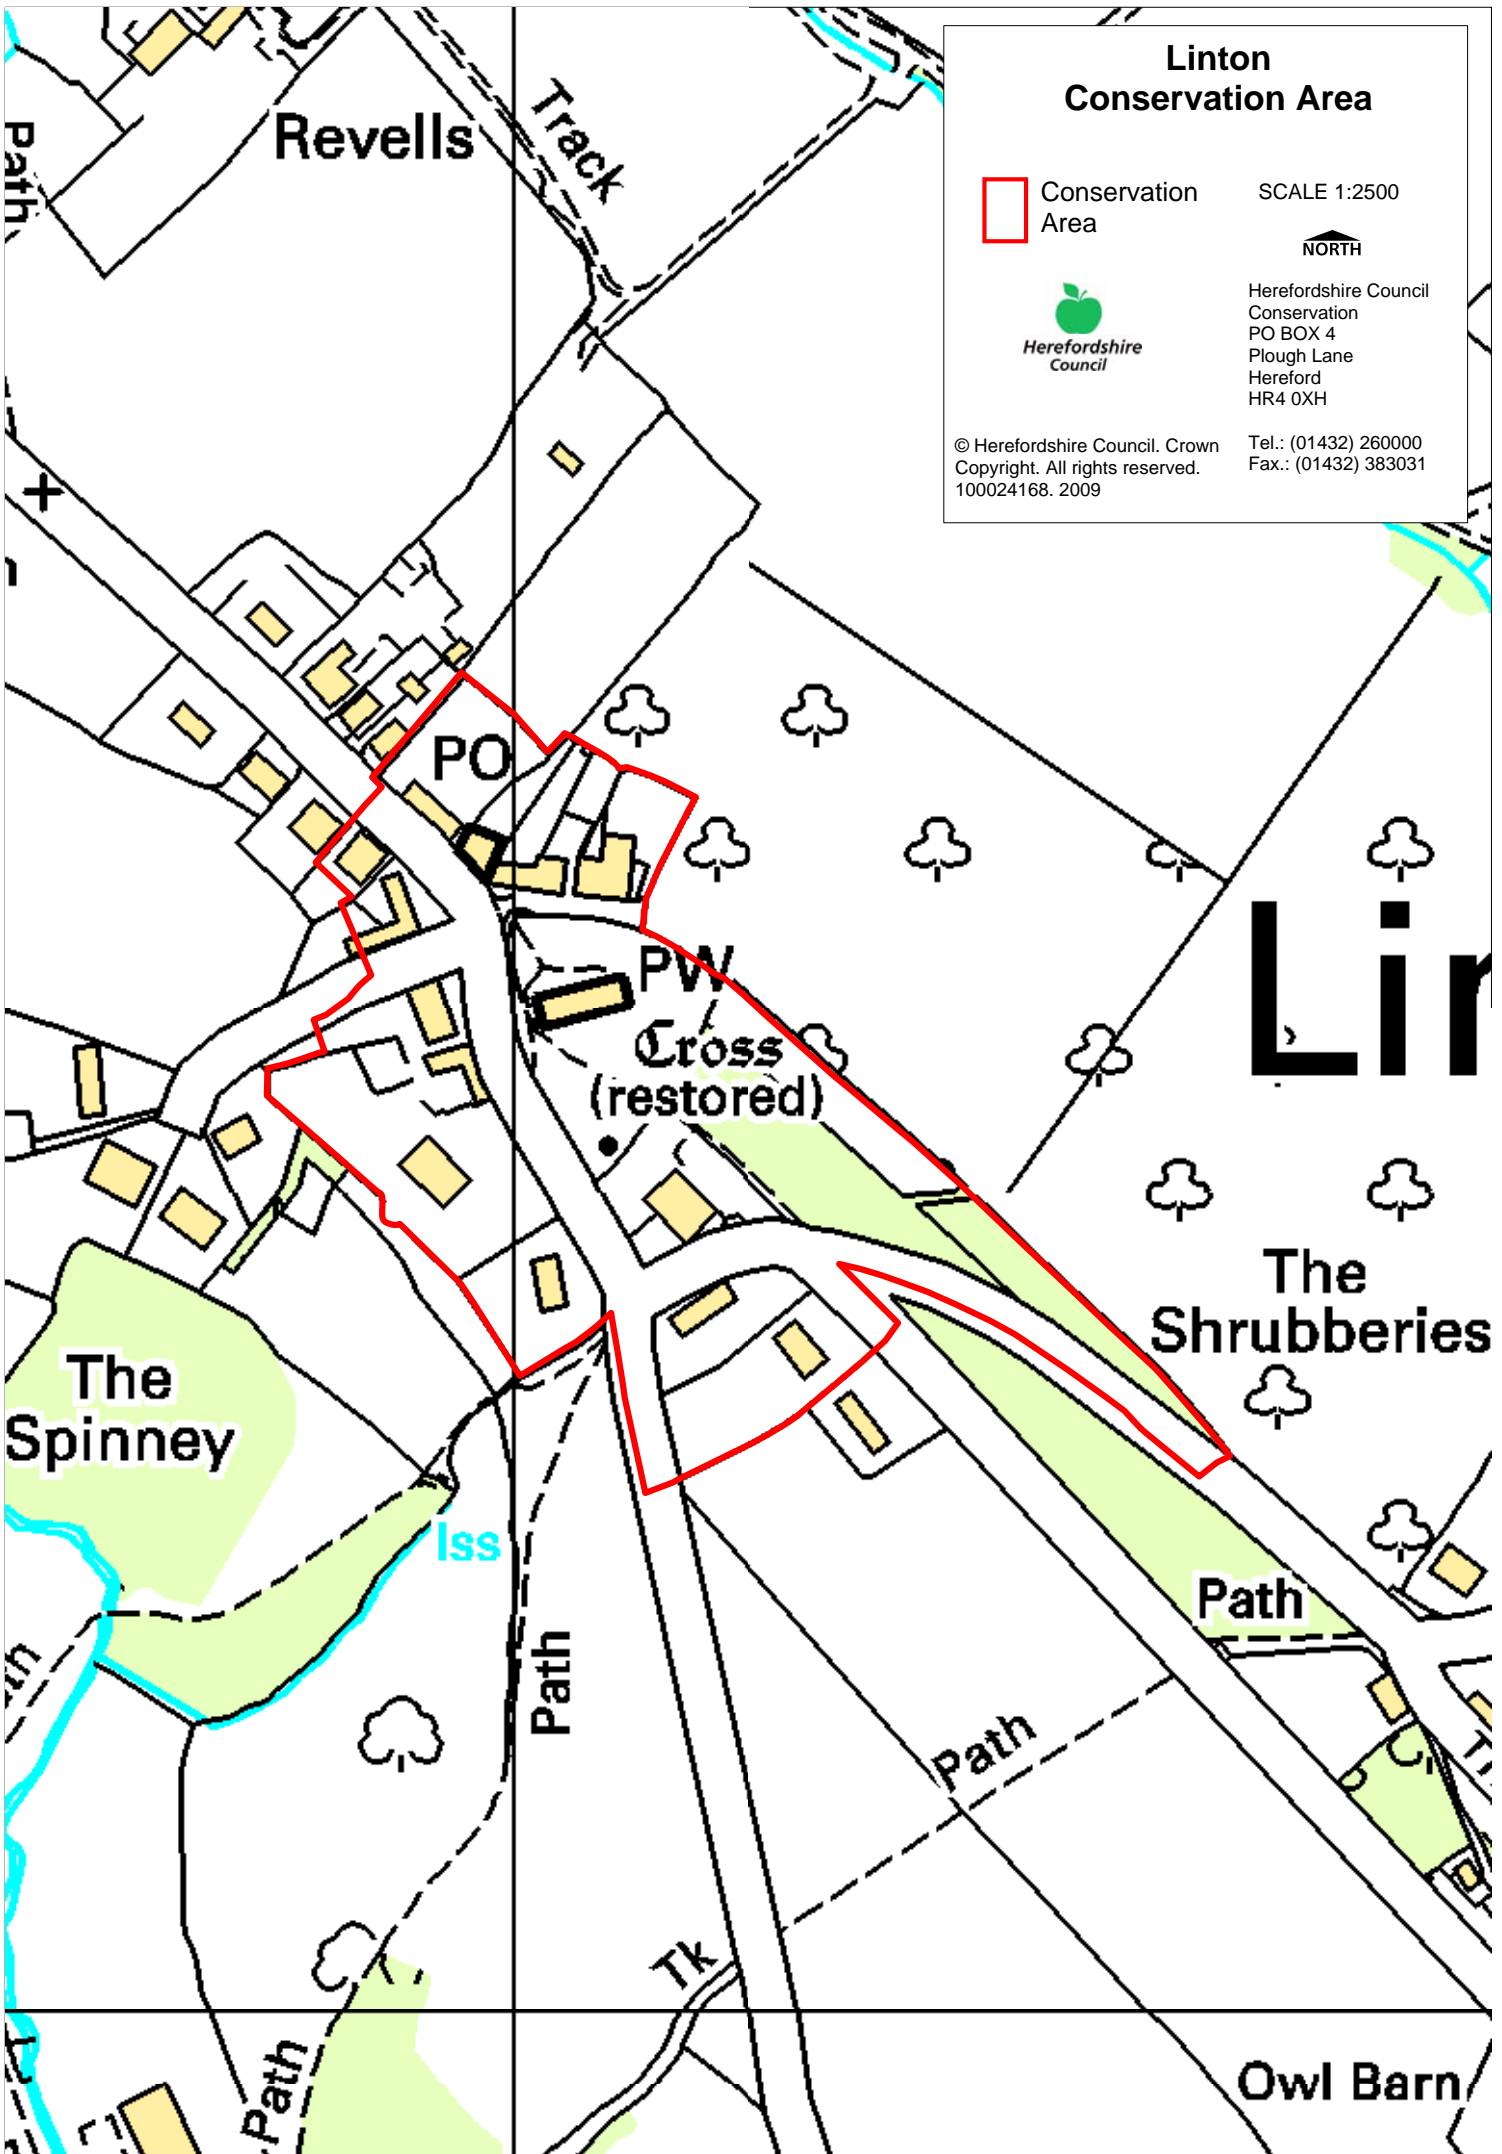 Linton
Conservation Area
Conservation
Area
SCALE 1:2500
NORTH
Herefordshire
Council
Herefordshire Council
Conservation
PO BOX 4
Plough Lane
Hereford
HR4 0XH
© Herefordshire Council. Crown
Copyright. All rights reserved.
100024168. 2009
Tel.: (01432) 260000
Fax.: (01432) 383031
Path
Revells
Track
PO
PW
Cross
(restored)
Lin
The
Shrubberies
The
Spinney
Iss
Path
Path
Path
Tk
Path
Owl Barn